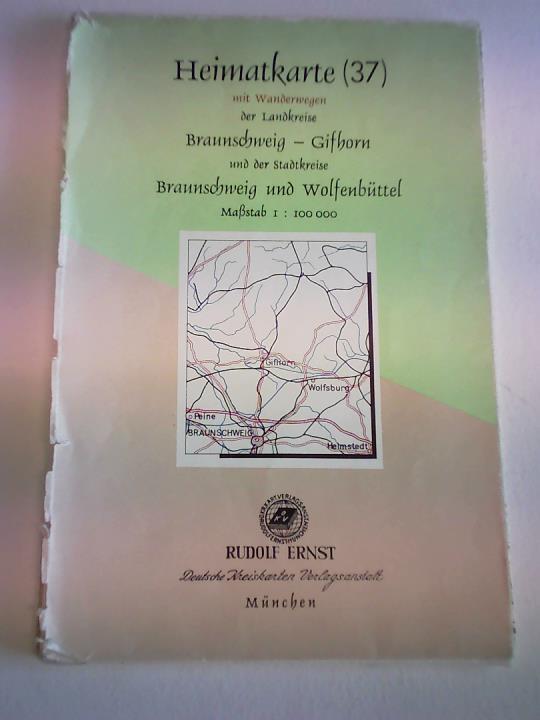 Heimatkarte (37)
mit Wanderwegen
der Landkreise
Braunschweig – Gifhorn
und der Stadtkreise
Braunschweig und Wolfenbüttel
Maßstab 1 : 100 000
Gifhorn
Wolfsburg
Peine
BRAUNSCHWEIG
Helmstedt
RUDOLF ERNST
Deutsche Kreiskarten Verlagsanstalt
München